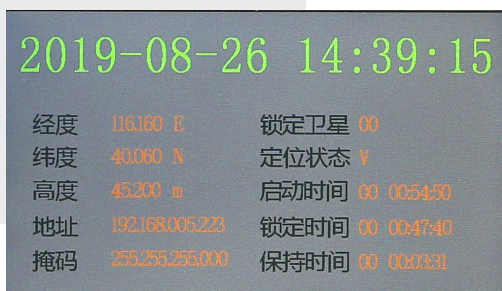 2019-08-26 14:39:15
经度 116.160 E 锁定卫星 00
纬度 40.060 N 定位状态 V
高度 45.200 m 启动时间 00 00:54:50
地址 192.168.005.223 锁定时间 00 00:47:40
掩码 255.255.255.000 保持时间 00 00:03:31